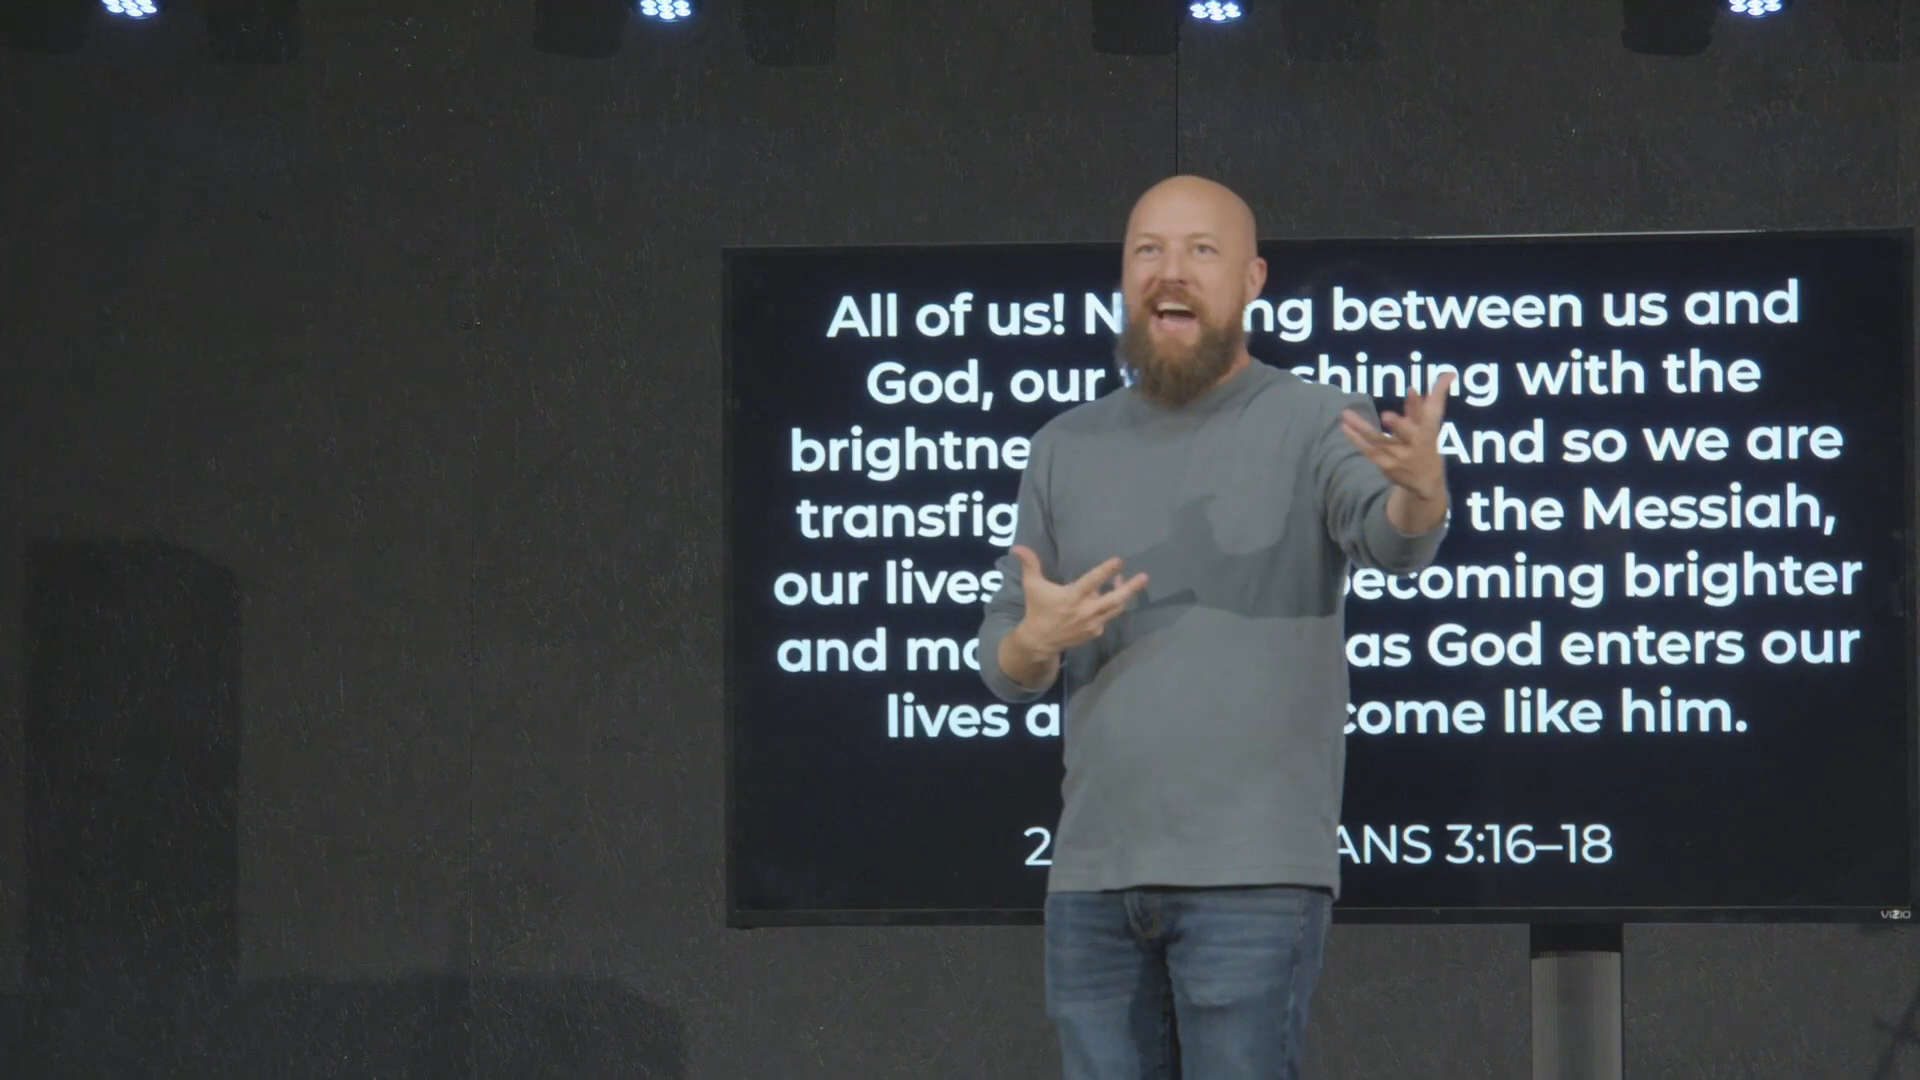 All of us! N ng between us and
God, our shining with the
brightne And so we are
transfig the Messiah,
our lives ecoming brighter
and mo as God enters our
lives a come like him.
2 ANS 3:16–18
VIZIO